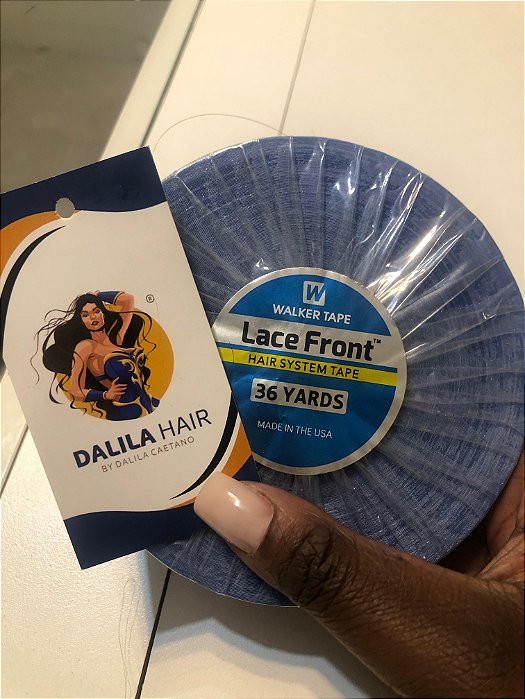 ®
DALILA HAIR
BY DALILA CAETANO
W
WALKER TAPE
Lace Front™
HAIR SYSTEM TAPE
36 YARDS
MADE IN THE USA